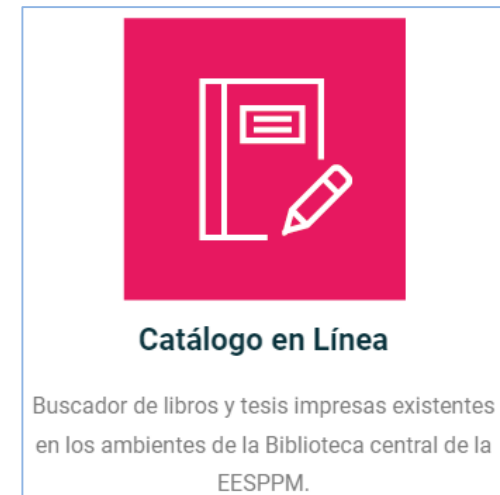 Catálogo en Línea
Buscador de libros y tesis impresas existentes
en los ambientes de la Biblioteca central de la
EESPPM.